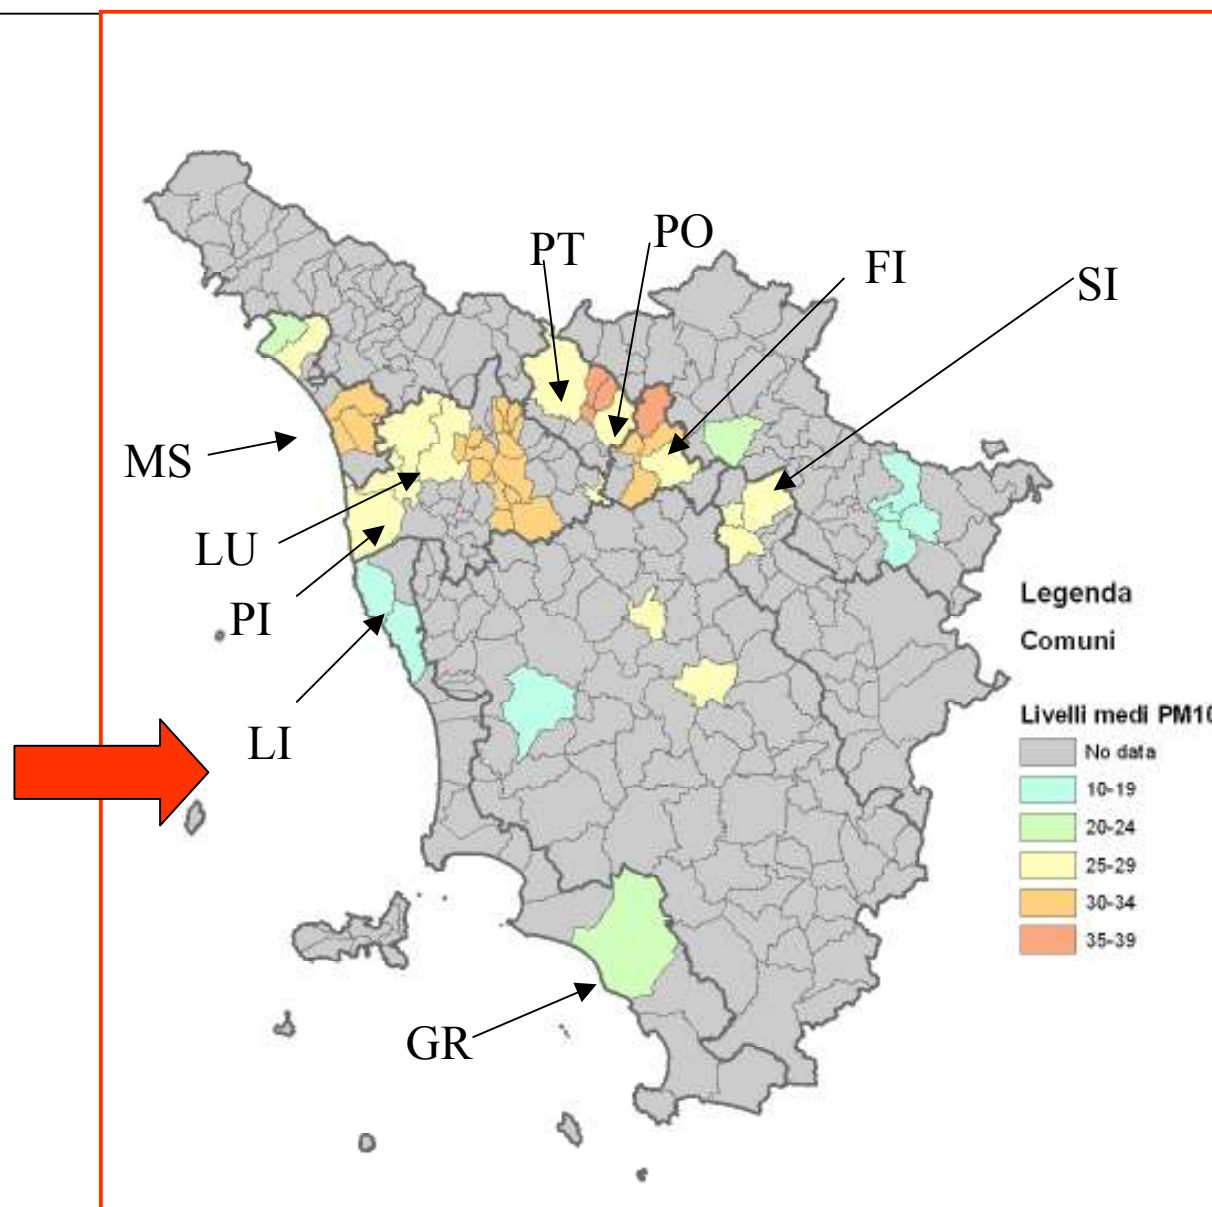 PT
PO
FI
SI
MS
LU
PI
LI
GR
Legenda
Comuni
Livelli medi PM10
No data
10-19
20-24
25-29
30-34
35-39